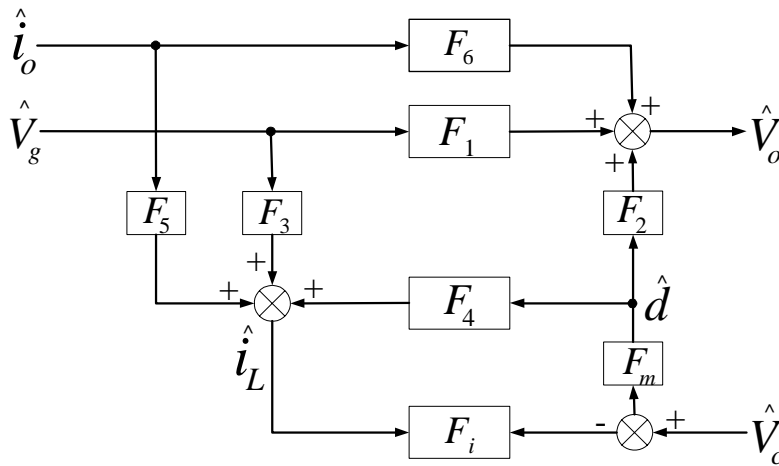 î_o
F_6
+
V̂_g
F_1
+
V̂_o
+
F_5
F_3
F_2
+
+
+
F_4
d̂
î_L
F_m
F_i
-
+
V̂_c